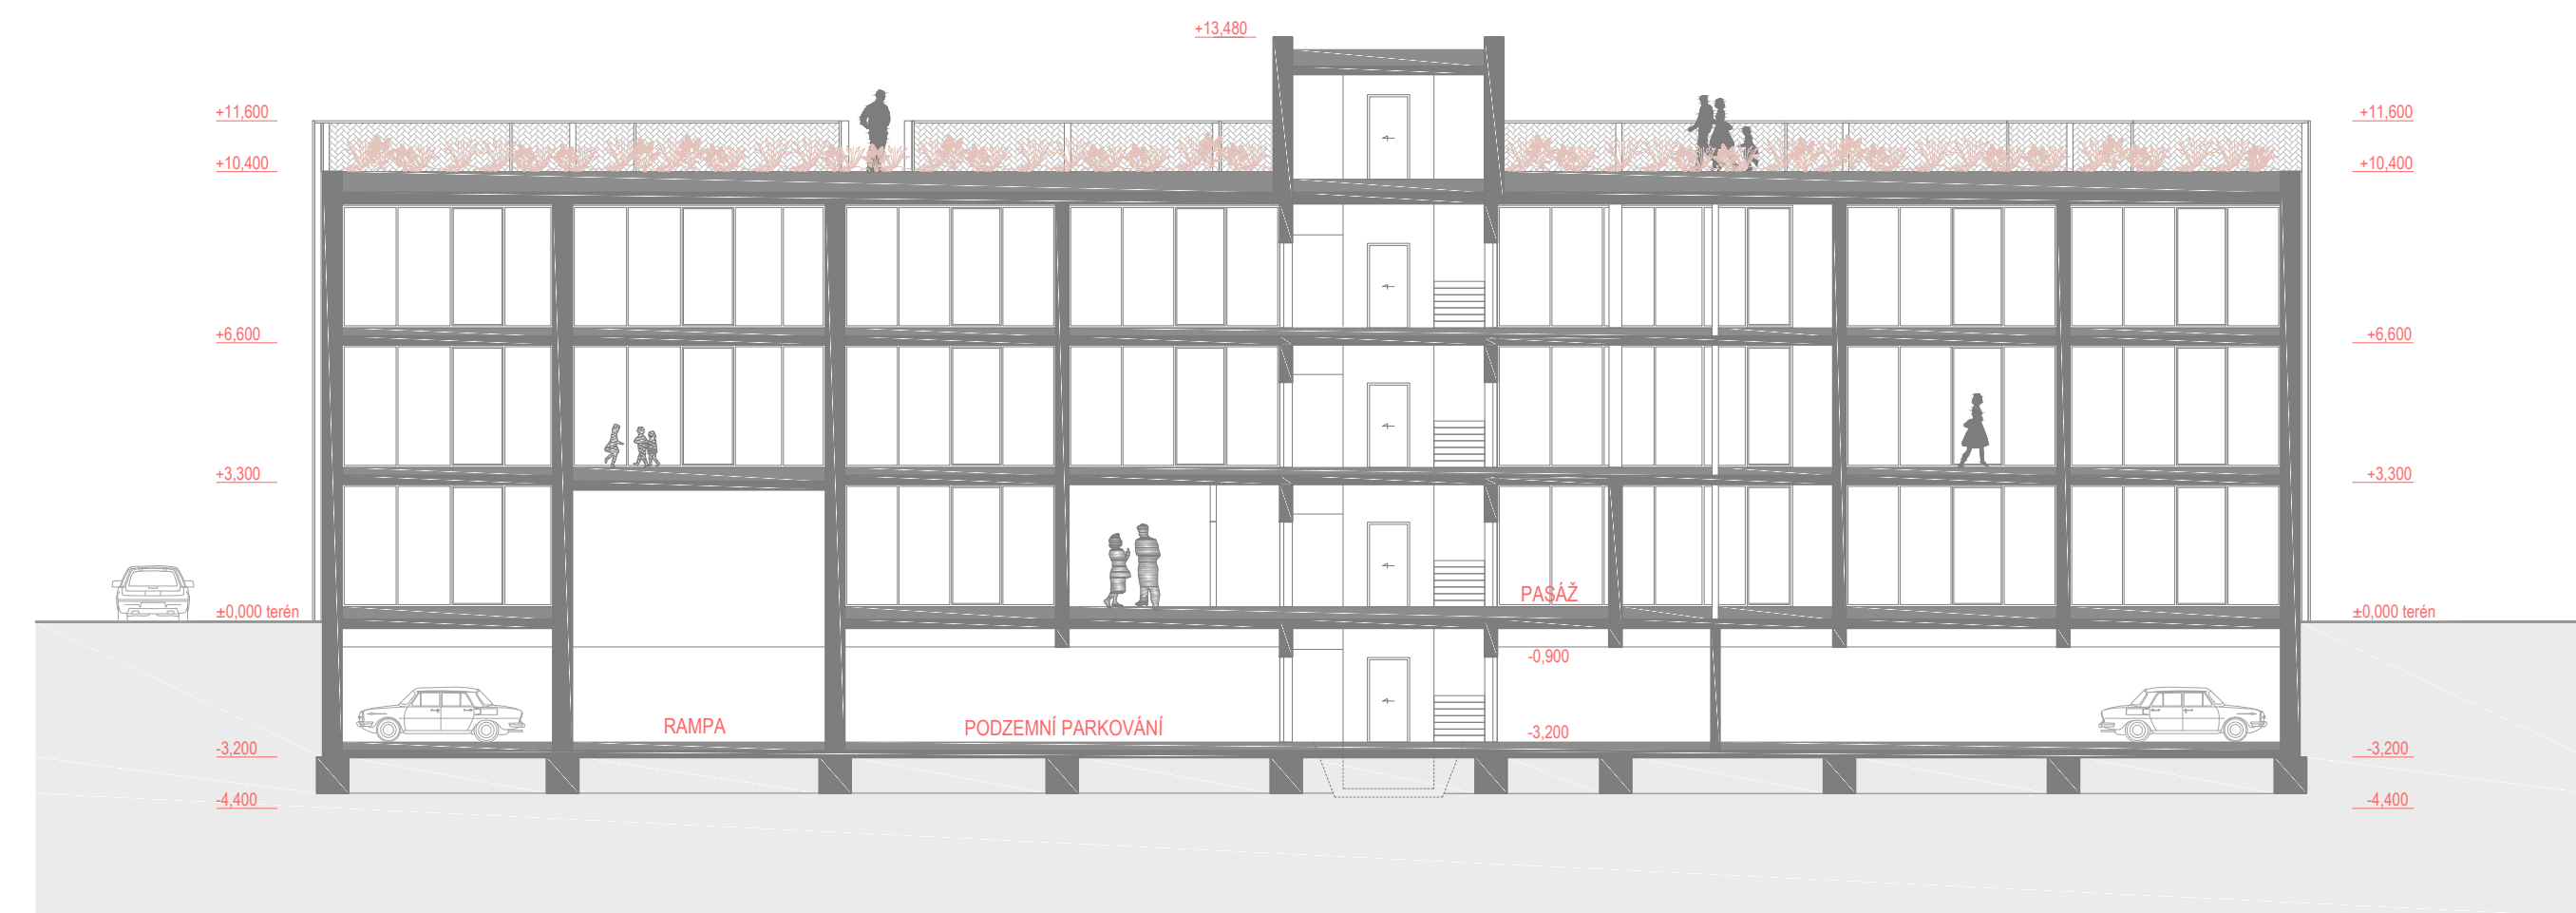 +13,480
+11,600 +11,600
+10,400 +10,400
+6,600 +6,600
+3,300 +3,300
PASÁŽ
±0,000 terén ±0,000 terén
-0,900
RAMPA PODZEMNÍ PARKOVÁNÍ -3,200
-3,200 -3,200
-4,400 -4,400